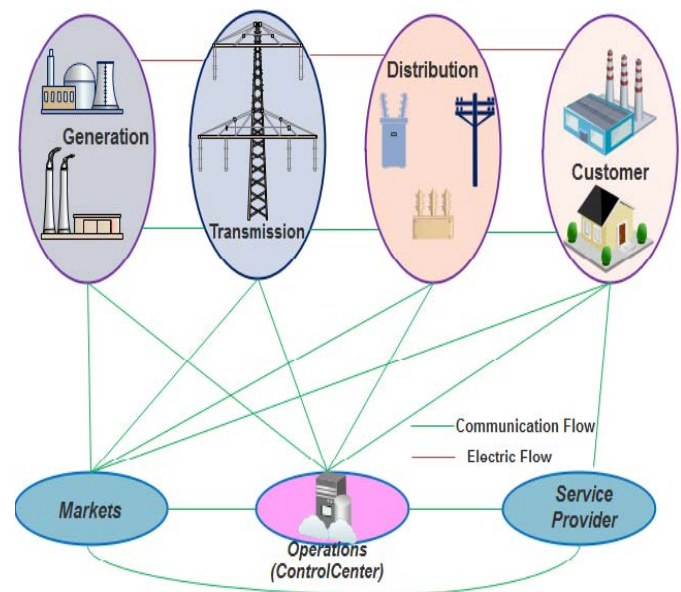 Generation
Transmission
Distribution
Customer
Communication Flow
Electric Flow
Markets
Operations
(ControlCenter)
Service
Provider